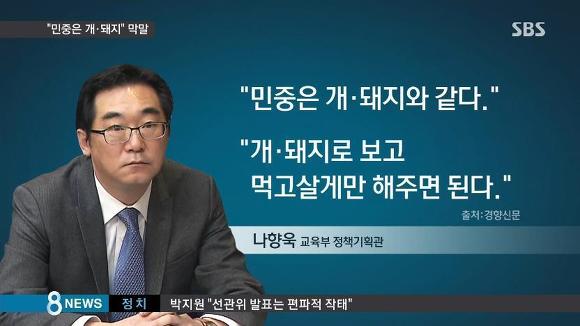 "민중은 개·돼지" 막말
SBS
"민중은 개·돼지와 같다."
"개·돼지로 보고
먹고살게만 해주면 된다."
출처:경향신문
나향욱 교육부 정책기획관
8 NEWS 정치 박지원 "선관위 발표는 편파적 작태"